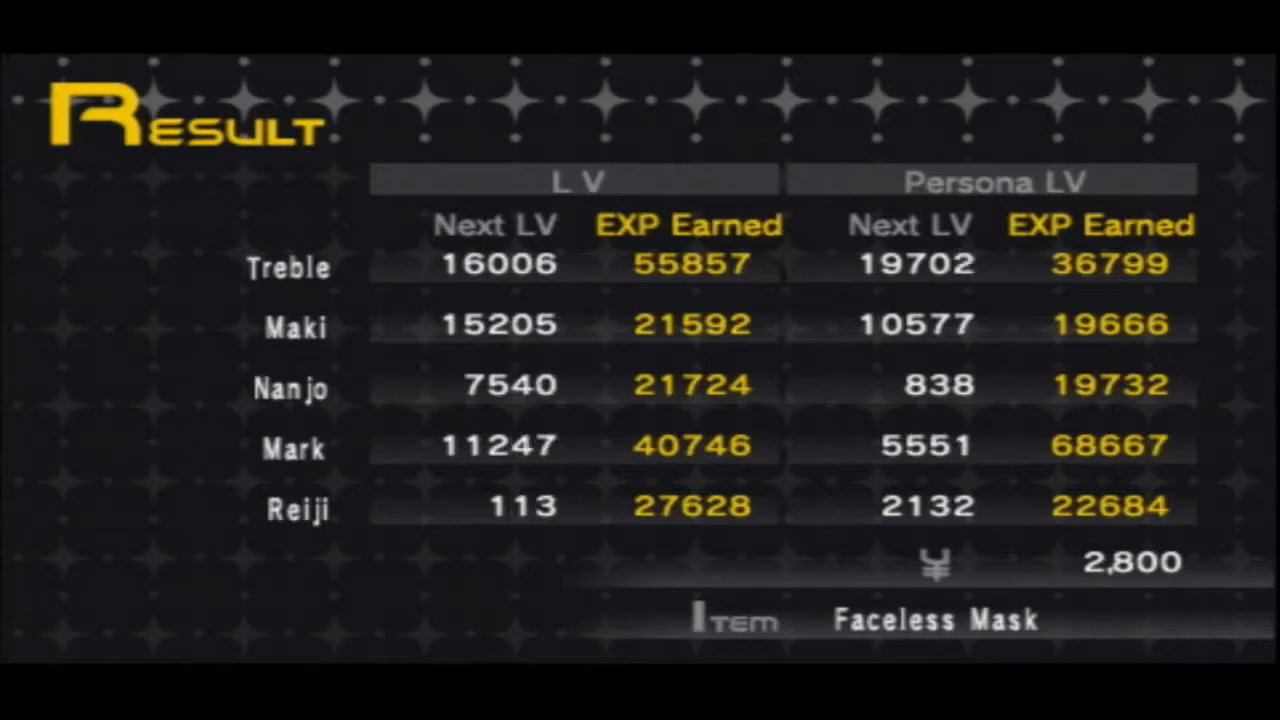 RESULT
LV Persona LV
Next LV EXP Earned Next LV EXP Earned
Treble 16006 55857 19702 36799
Maki 15205 21592 10577 19666
Nanjo 7540 21724 838 19732
Mark 11247 40746 5551 68667
Reiji 113 27628 2132 22684
¥ 2,800
ITEM Faceless Mask